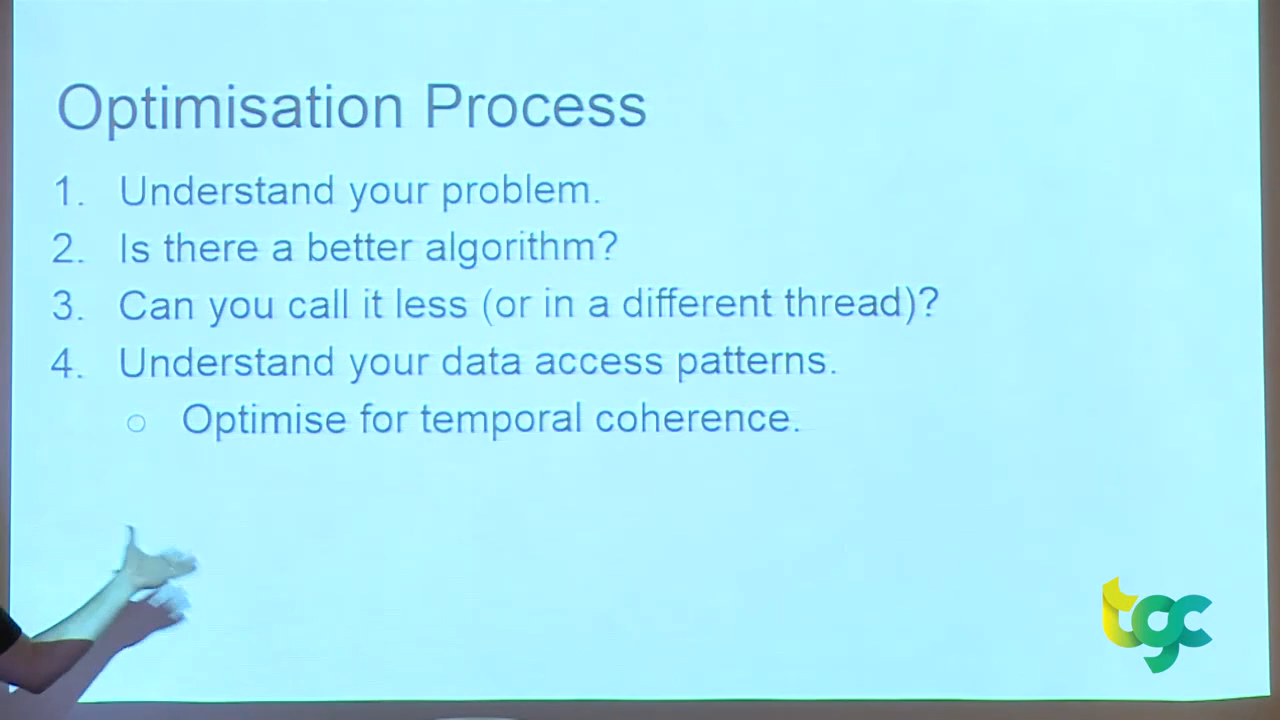 Optimisation Process
1. Understand your problem.
2. Is there a better algorithm?
3. Can you call it less (or in a different thread)?
4. Understand your data access patterns.
○ Optimise for temporal coherence.
tgc